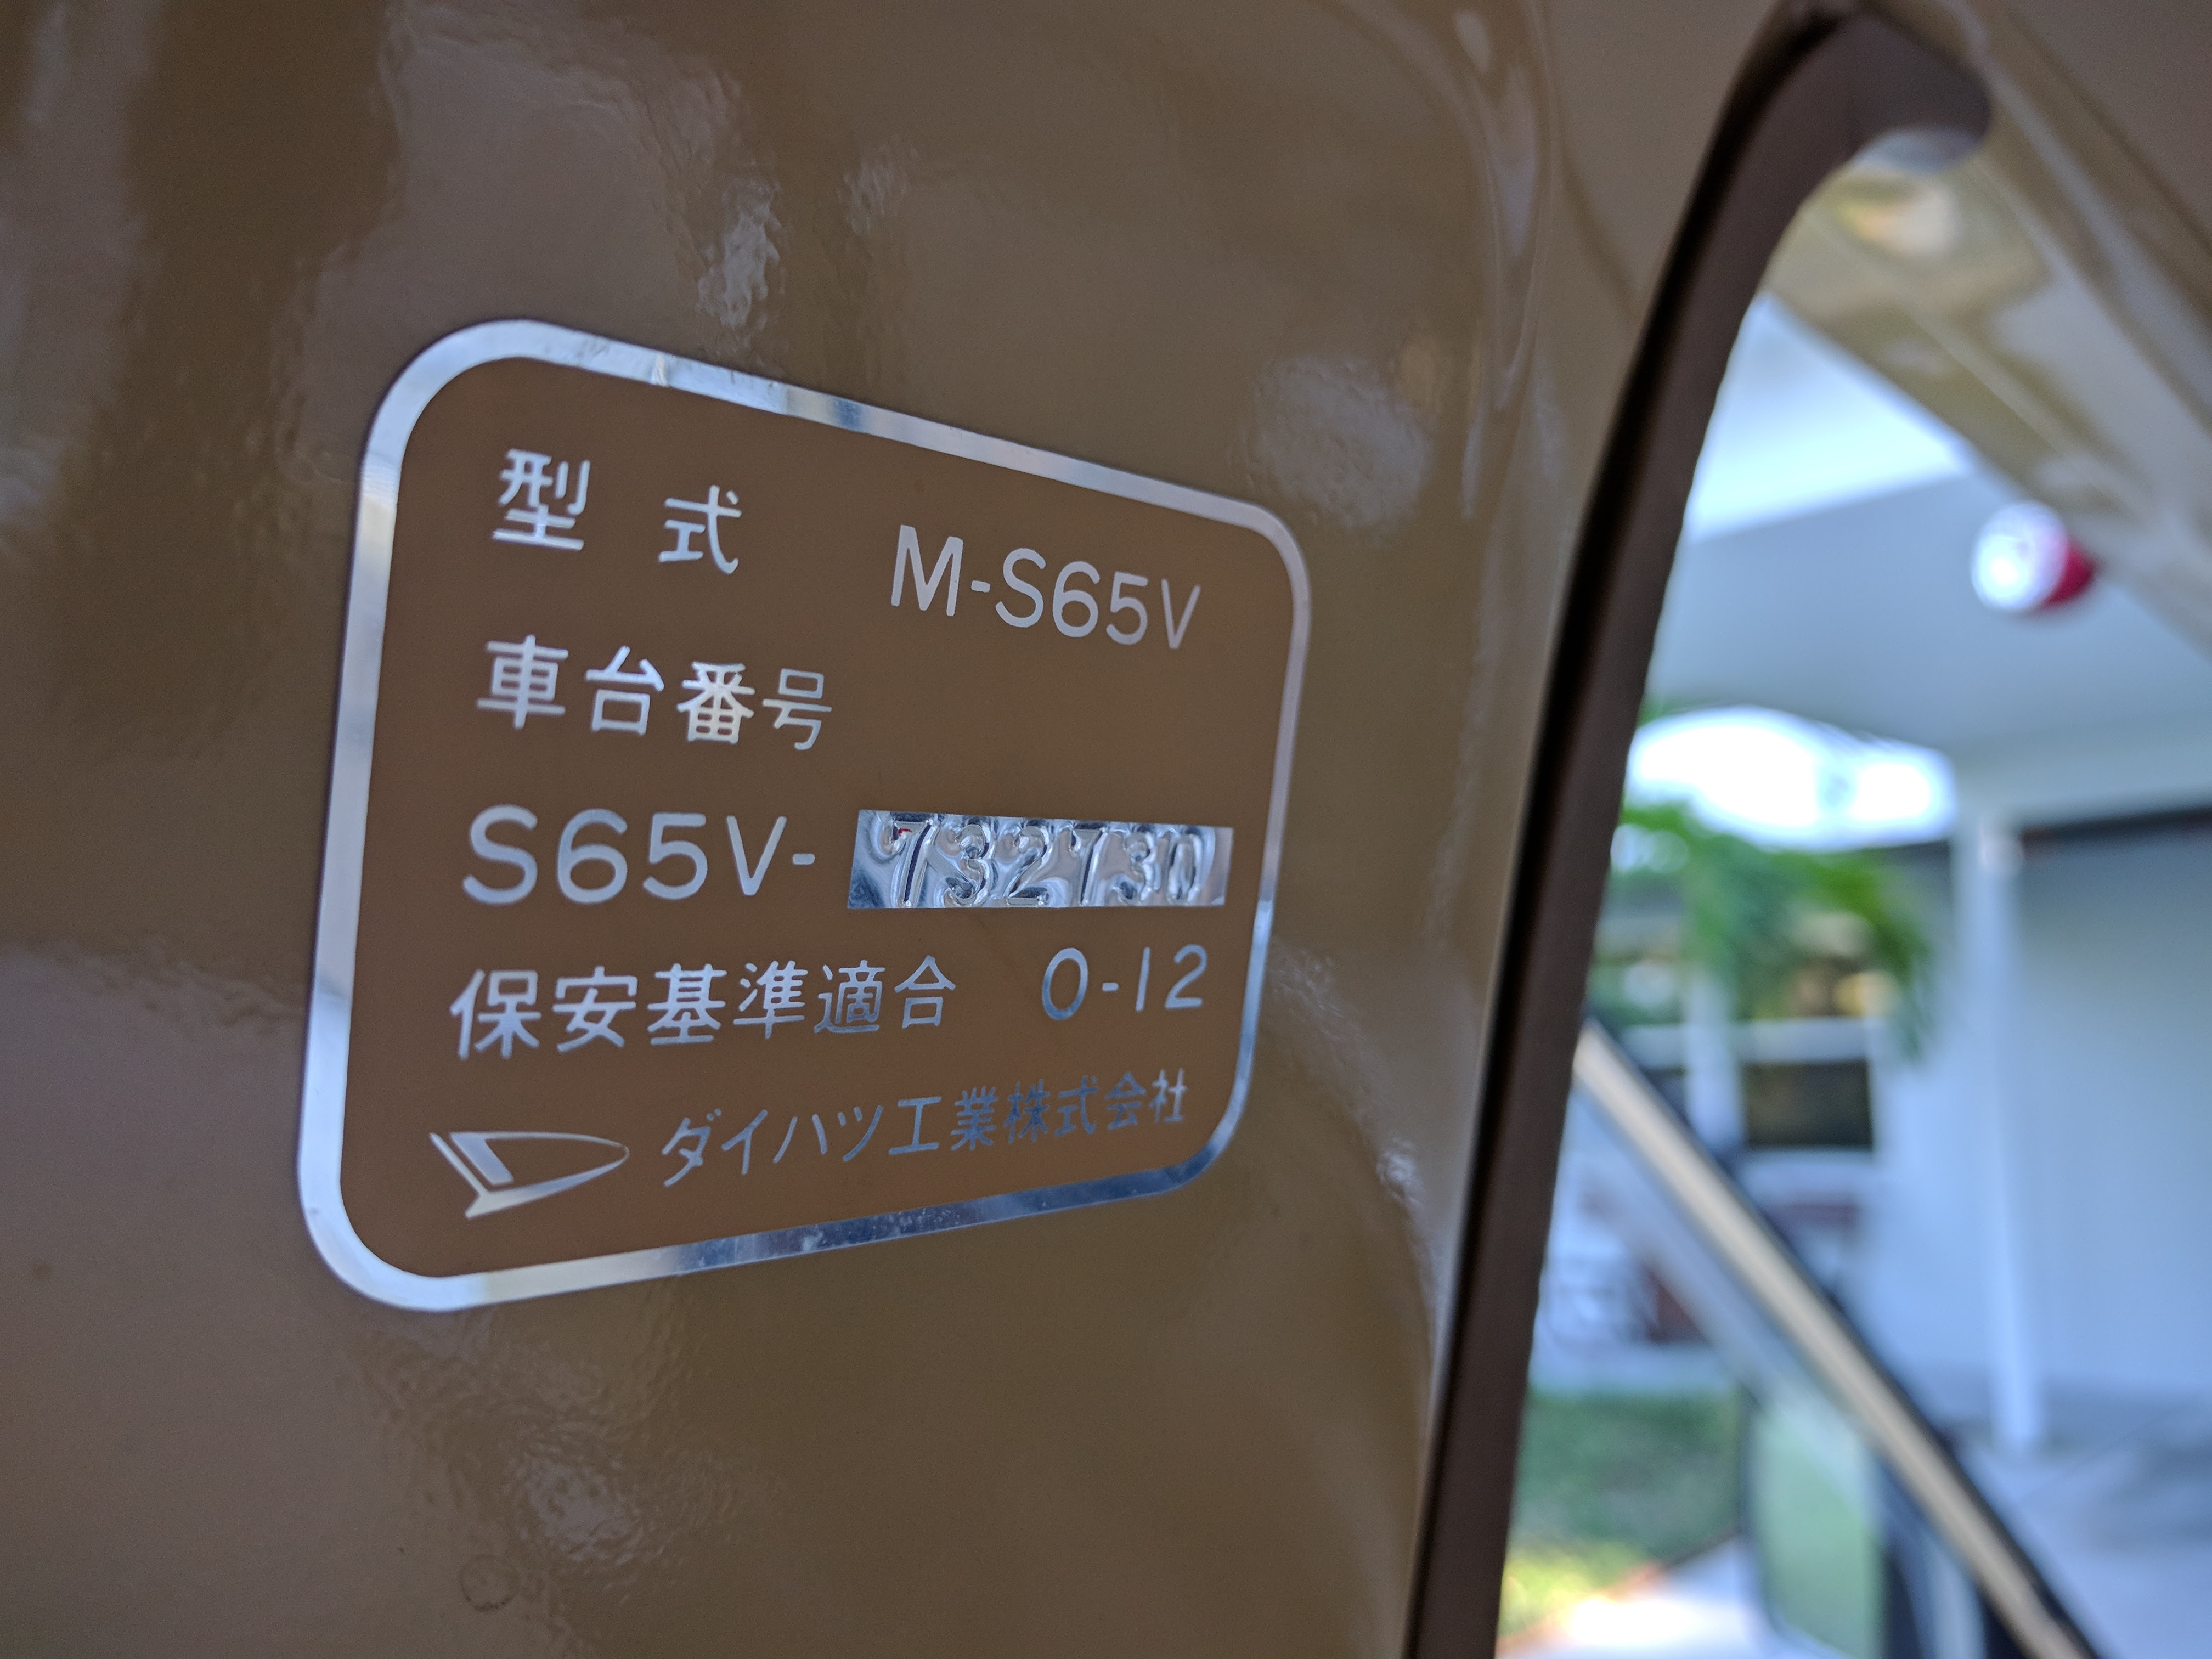 型式 M-S65V
車台番号
S65V-732730
保安基準適合 0-12
ダイハツ工業株式会社